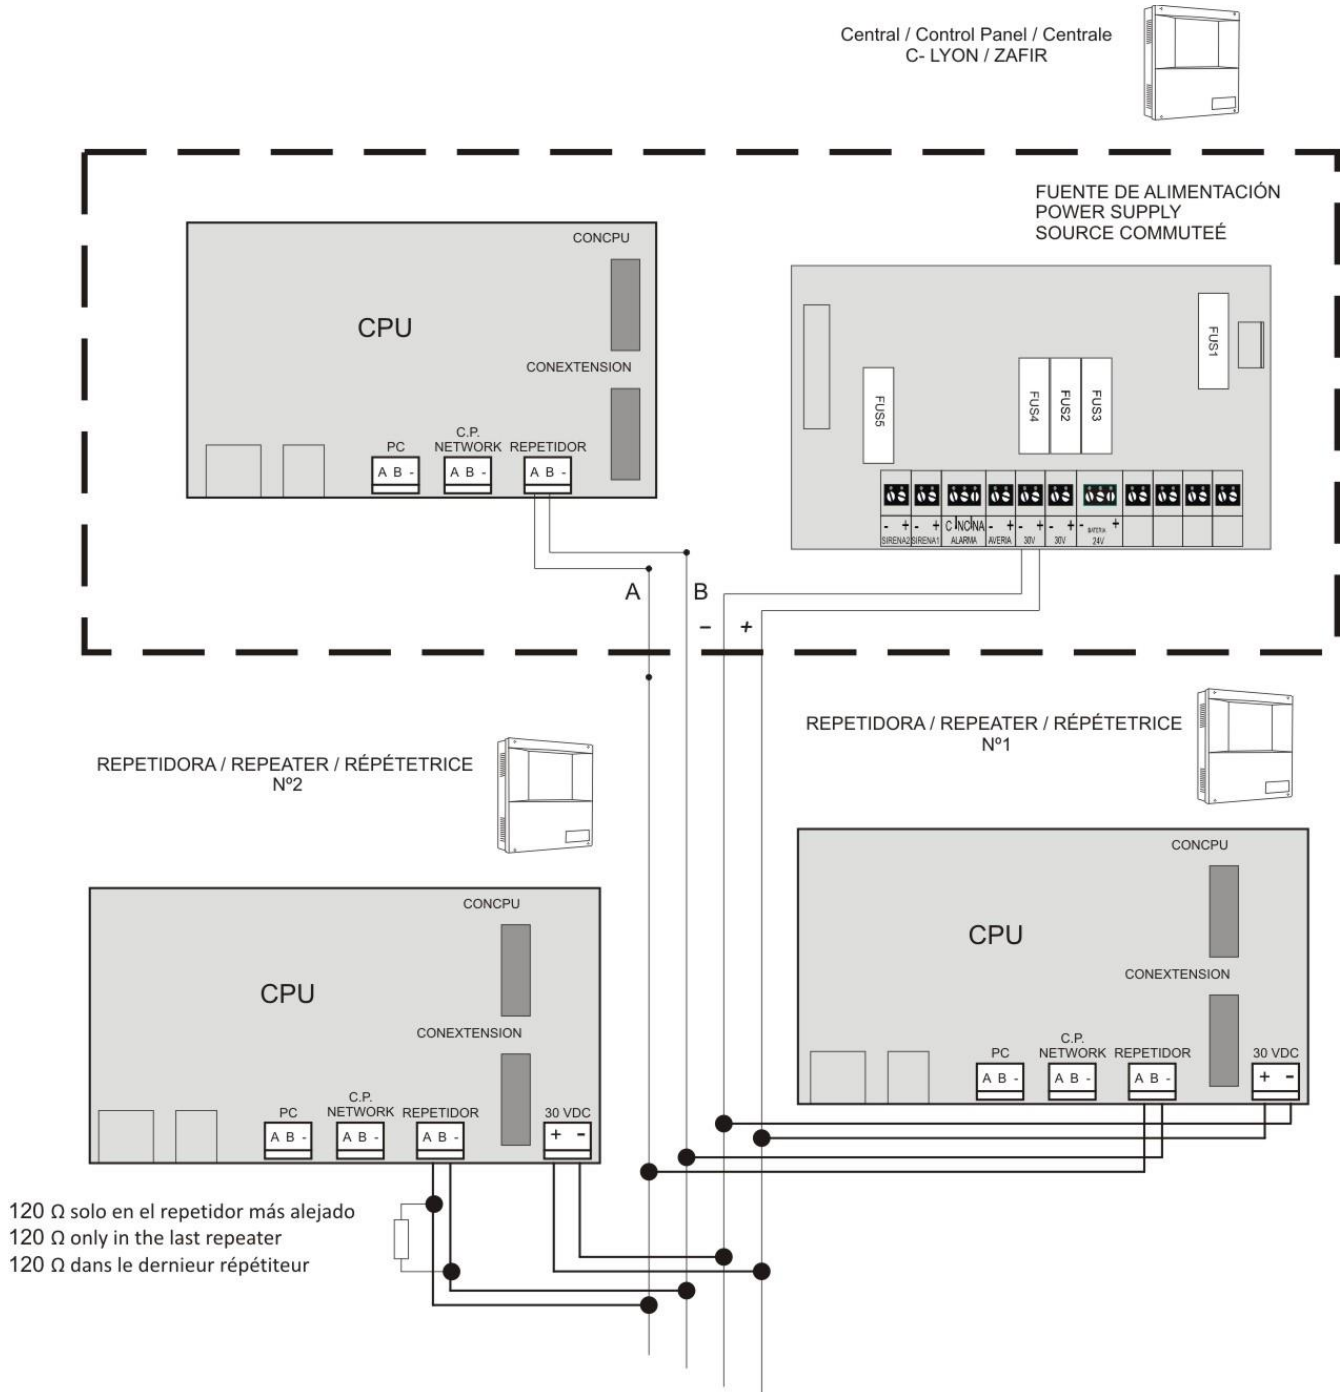 Central / Control Panel / Centrale
C- LYON / ZAFIR
FUENTE DE ALIMENTACIÓN
POWER SUPPLY
SOURCE COMMUTEÉ
CONCPU
CPU
CONEXTENSION
PC
C.P.
NETWORK
REPETIDOR
A B -
A B -
A B -
FUS1
FUS5
FUS4
FUS2
FUS3
- +
SIRENA2
- +
SIRENA1
C NC NA
ALARMA
- +
AVERIA
- +
30V
- +
30V
- +
BATERIA
24V
A
B
- +
REPETIDORA / REPEATER / RÉPÉTETRICE
Nº1
REPETIDORA / REPEATER / RÉPÉTETRICE
Nº2
CONCPU
CPU
CONEXTENSION
PC
C.P.
NETWORK
REPETIDOR
30 VDC
A B -
A B -
A B -
+ -
CONCPU
CPU
CONEXTENSION
PC
C.P.
NETWORK
REPETIDOR
30 VDC
A B -
A B -
A B -
+ -
120 Ω solo en el repetidor más alejado
120 Ω only in the last repeater
120 Ω dans le dernieur répétiteur